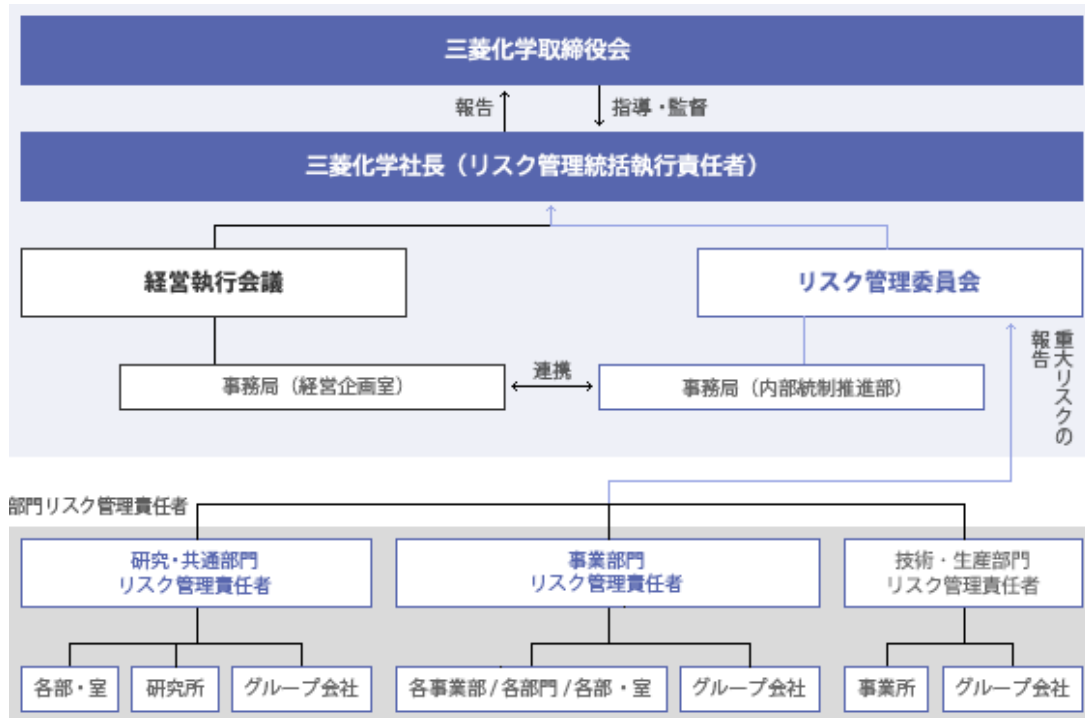 三菱化学取締役会
報告
指導・監督
三菱化学社長（リスク管理統括執行責任者）
経営執行会議
リスク管理委員会
事務局（経営企画室）
連携
事務局（内部統制推進部）
重大リスクの
報告
部門リスク管理責任者
研究・共通部門
リスク管理責任者
事業部門
リスク管理責任者
技術・生産部門
リスク管理責任者
各部・室
研究所
グループ会社
各事業部/各部門/各部・室
グループ会社
事業所
グループ会社